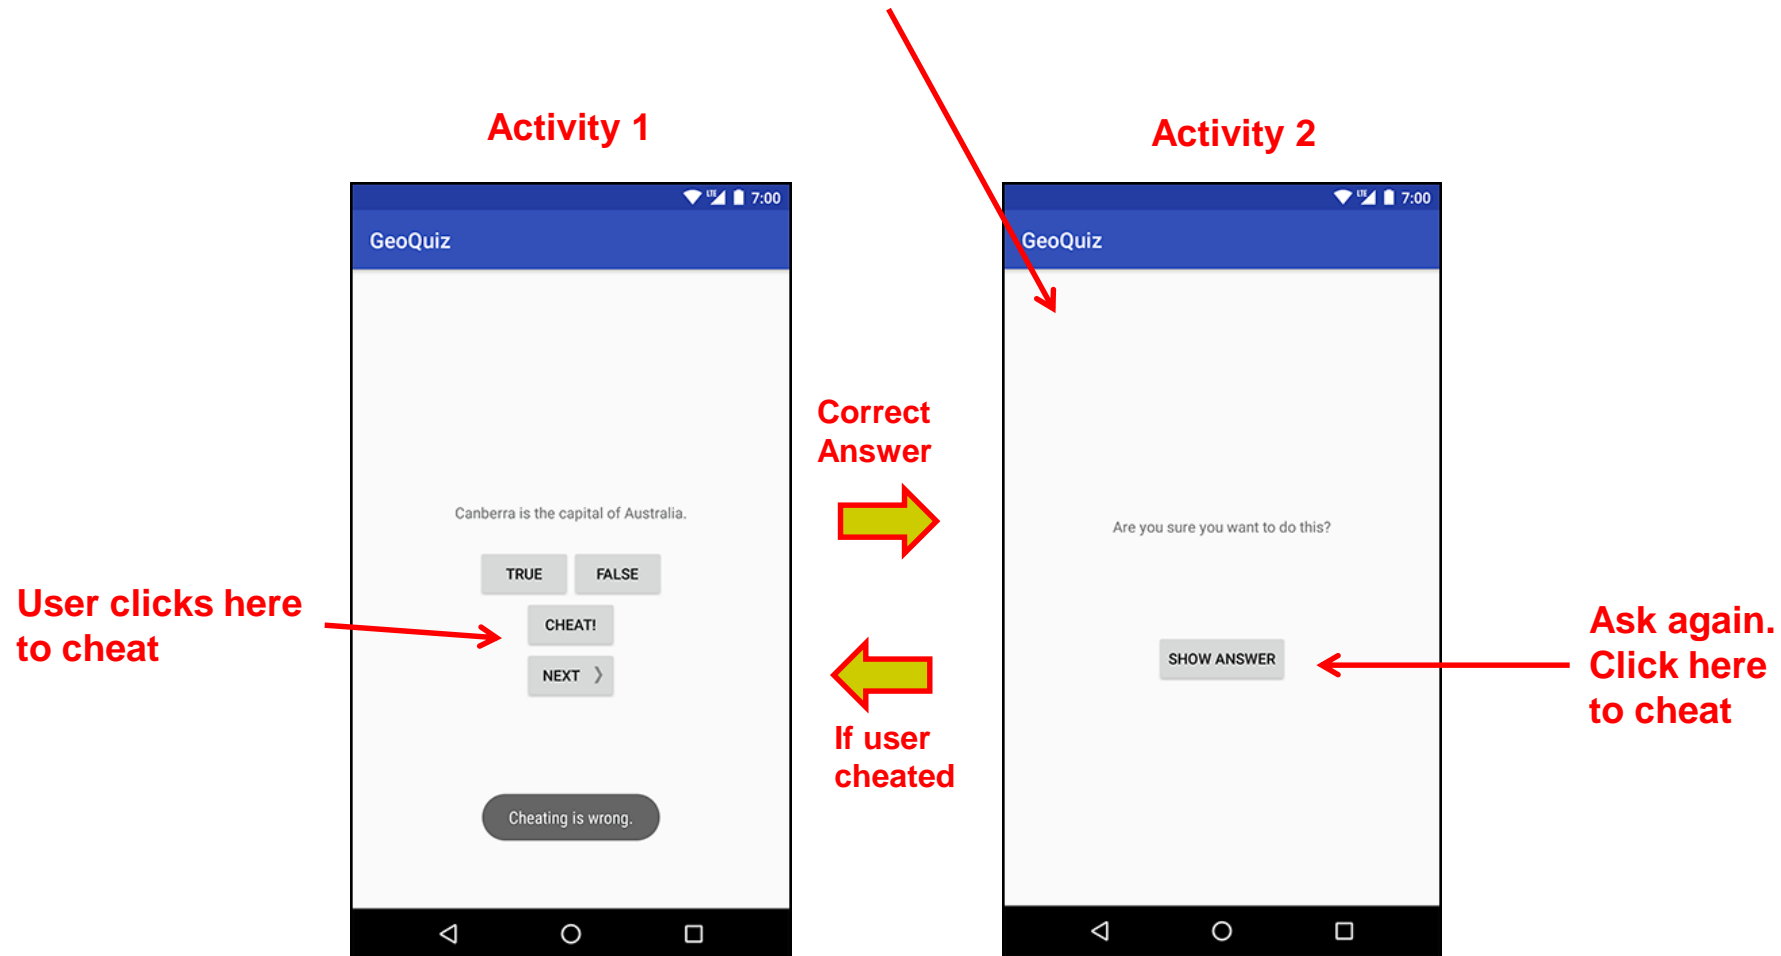 Activity 1
Activity 2
LTE 7:00
GeoQuiz
Canberra is the capital of Australia.
TRUE FALSE
CHEAT!
NEXT
Cheating is wrong.
User clicks here
to cheat
Correct
Answer
If user
cheated
LTE 7:00
GeoQuiz
Are you sure you want to do this?
SHOW ANSWER
Ask again.
Click here
to cheat